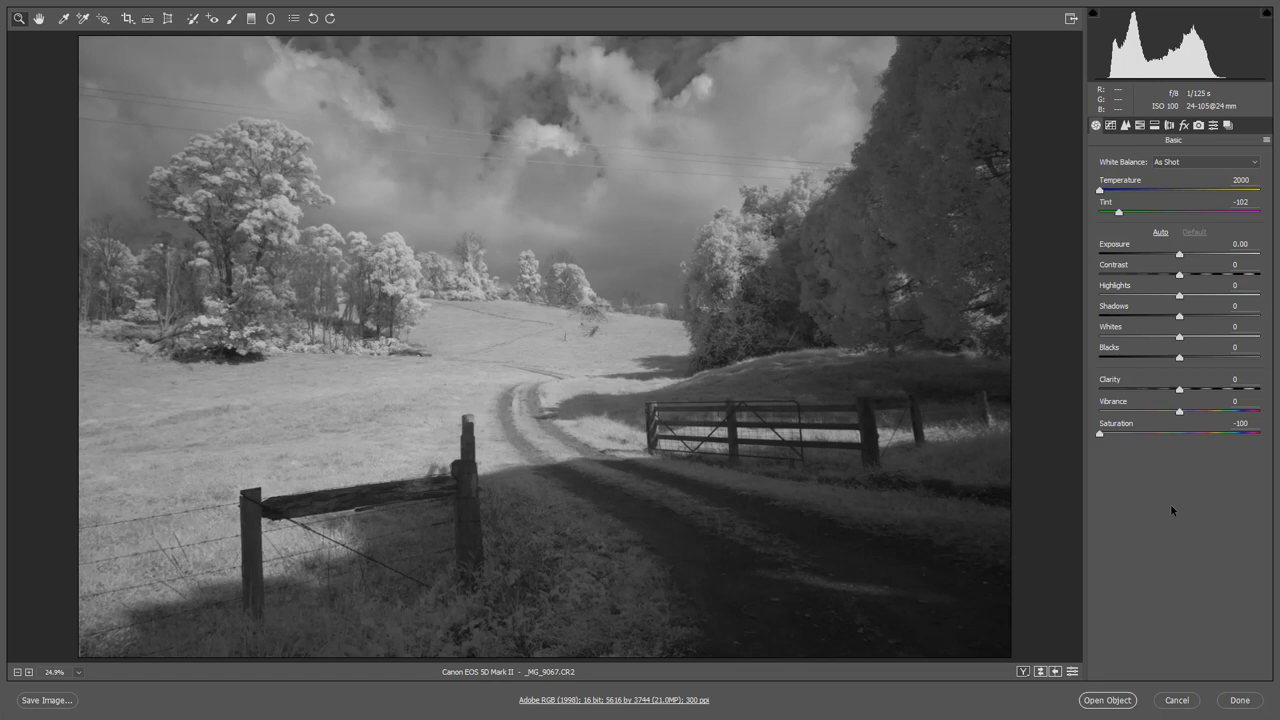 R: ---
G: ---
B: ---
f/8 1/125 s
ISO 100 24-105@24 mm
fx
Basic
White Balance: As Shot
Temperature 2000
Tint -102
Auto Default
Exposure 0.00
Contrast 0
Highlights 0
Shadows 0
Whites 0
Blacks 0
Clarity 0
Vibrance 0
Saturation -100
24.9%
Canon EOS 5D Mark II - _MG_9067.CR2
Y
Save Image...
Adobe RGB (1998); 16 bit; 5616 by 3744 (21.0MP); 300 ppi
Open Object
Cancel
Done